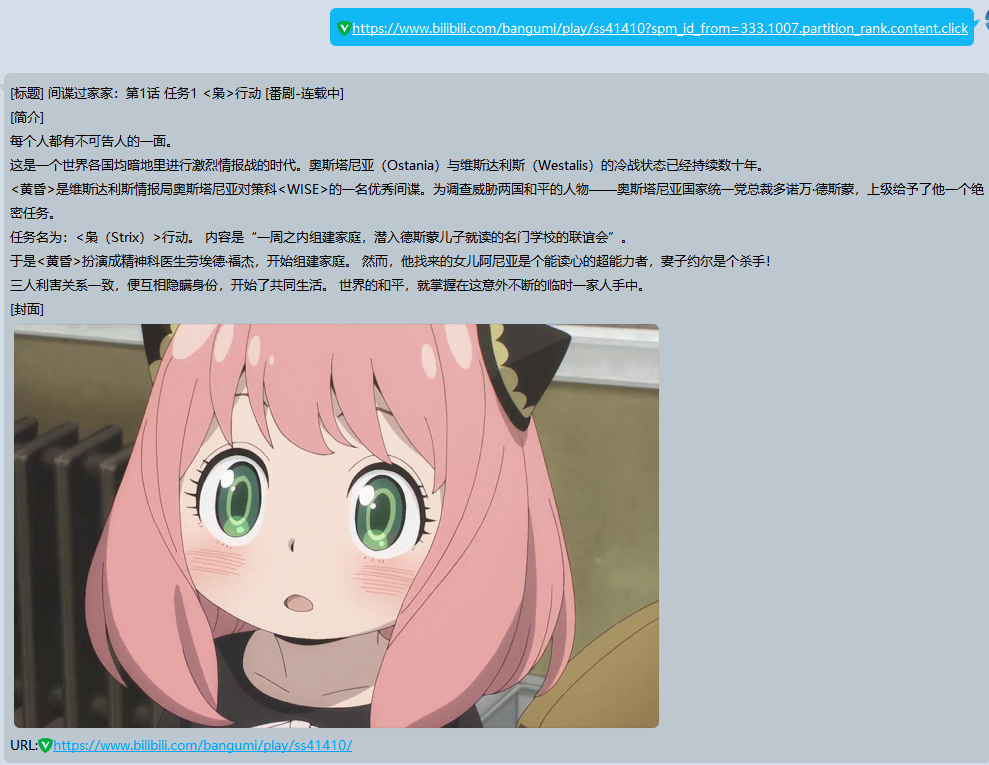 https://www.bilibili.com/bangumi/play/ss41410?spm_id_from=333.1007.partition_rank.content.click
[标题] 间谍过家家：第1话 任务1 <枭>行动 [番剧-连载中]
[简介]
每个人都有不可告人的一面。
这是一个世界各国均暗地里进行激烈情报战的时代。奥斯塔尼亚（Ostania）与维斯达利斯（Westalis）的冷战状态已经持续数十年。
<黄昏>是维斯达利斯情报局奥斯塔尼亚对策科<WISE>的一名优秀间谍。为调查威胁两国和平的人物——奥斯塔尼亚国家统一党总裁多诺万·德斯蒙，上级给予了他一个绝
密任务。
任务名为：<枭（Strix）>行动。 内容是“一周之内组建家庭，潜入德斯蒙儿子就读的名门学校的联谊会”。
于是<黄昏>扮演成精神科医生劳埃德·福杰，开始组建家庭。 然而，他找来的女儿阿尼亚是个能读心的超能力者，妻子约尔是个杀手！
三人利害关系一致，便互相隐瞒身份，开始了共同生活。 世界的和平，就掌握在这意外不断的临时一家人手中。
[封面]
URL:https://www.bilibili.com/bangumi/play/ss41410/